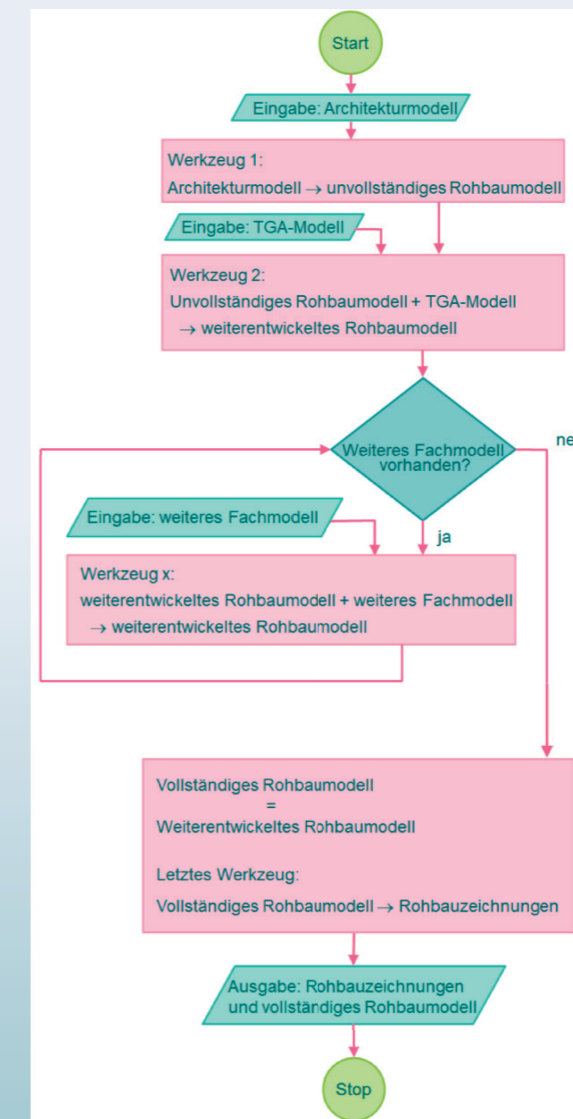 Start
Eingabe: Architekturmodell
Werkzeug 1:
Architekturmodell → unvollständiges Rohbaumodell
Eingabe: TGA-Modell
Werkzeug 2:
Unvollständiges Rohbaumodell + TGA-Modell
→ weiterentwickeltes Rohbaumodell
Weiteres Fachmodell
vorhanden?
ne
Eingabe: weiteres Fachmodell
ja
Werkzeug x:
weiterentwickeltes Rohbaumodell + weiteres Fachmodell
→ weiterentwickeltes Rohbaumodell
Vollständiges Rohbaumodell
=
Weiterentwickeltes Rohbaumodell
Letztes Werkzeug:
Vollständiges Rohbaumodell → Rohbauzeichnungen
Ausgabe: Rohbauzeichnungen
und vollständiges Rohbaumodell
Stop